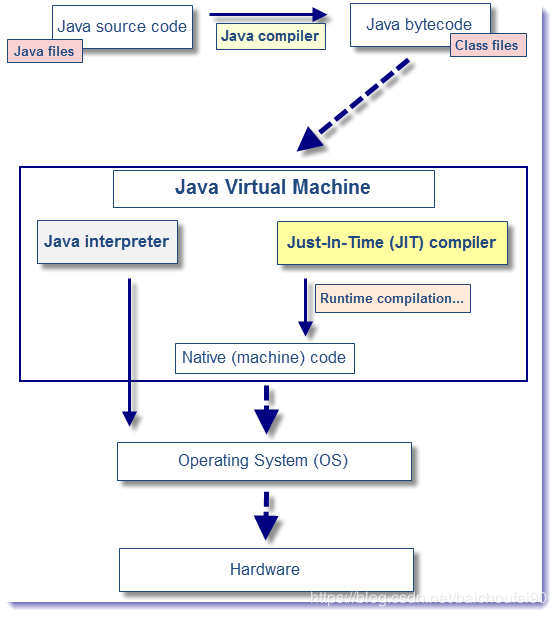 Java source code
Java files
Java compiler
Java bytecode
Class files
Java Virtual Machine
Java interpreter
Just-In-Time (JIT) compiler
Runtime compilation...
Native (machine) code
Operating System (OS)
Hardware
https://blog.csdn.net/baichoufei90